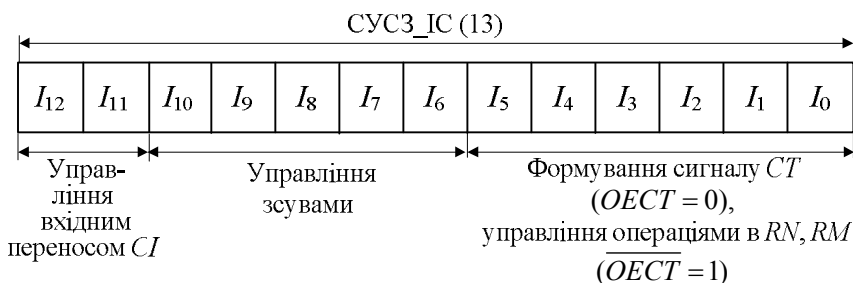 СУСЗ_ІС (13)
I12 I11 I10 I9 I8 I7 I6 I5 I4 I3 I2 I1 I0
Управ-
ління
вхідним
переносом CI
Управління
зсувами
Формування сигналу CT
(OECT = 0),
управління операціями в RN, RM
(O̅E̅C̅T̅ = 1)